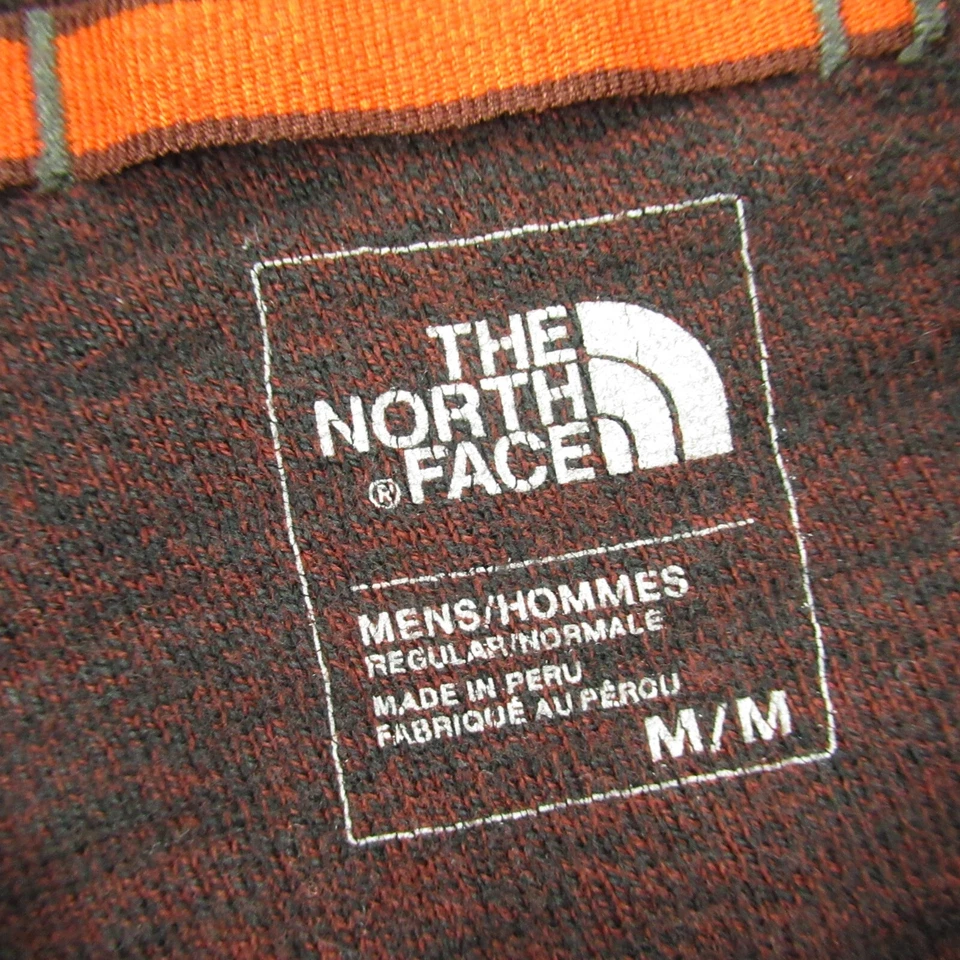 THE
NORTH
®FACE
MENS/HOMMES
REGULAR/NORMALE
MADE IN PERU
FABRIQUÉ AU PÉROU
M/M